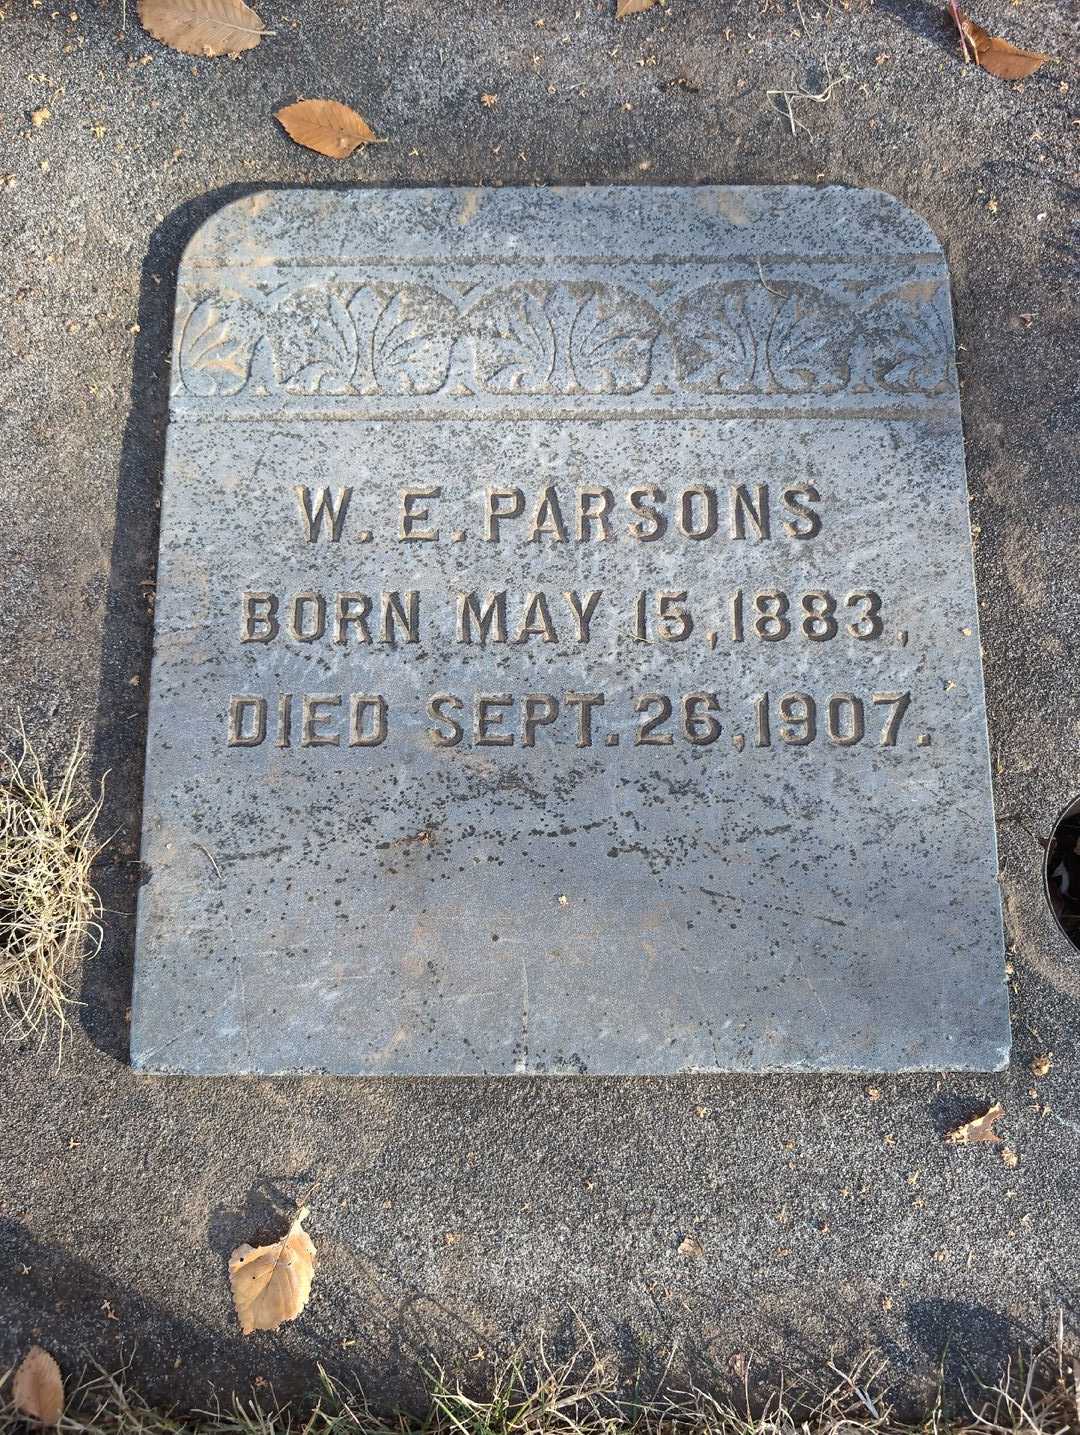 W. E. PARSONS
BORN MAY 15, 1883,
DIED SEPT. 26, 1907.